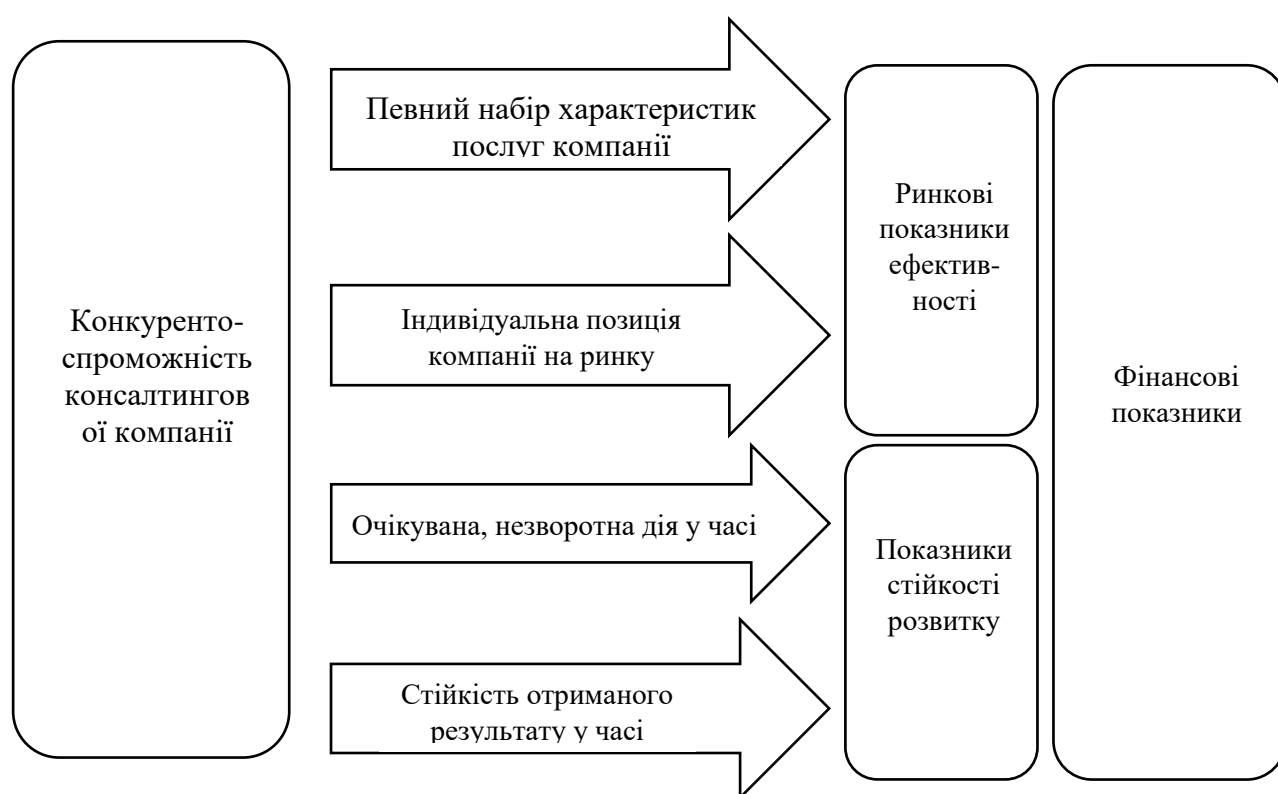 Конкуренто-
спроможність
консалтингов
ої компанії
Певний набір характеристик
послуг компанії
Індивідуальна позиція
компанії на ринку
Очікувана, незворотна дія у часі
Стійкість отриманого
результату у часі
Ринкові
показники
ефектив-
ності
Показники
стійкості
розвитку
Фінансові
показники